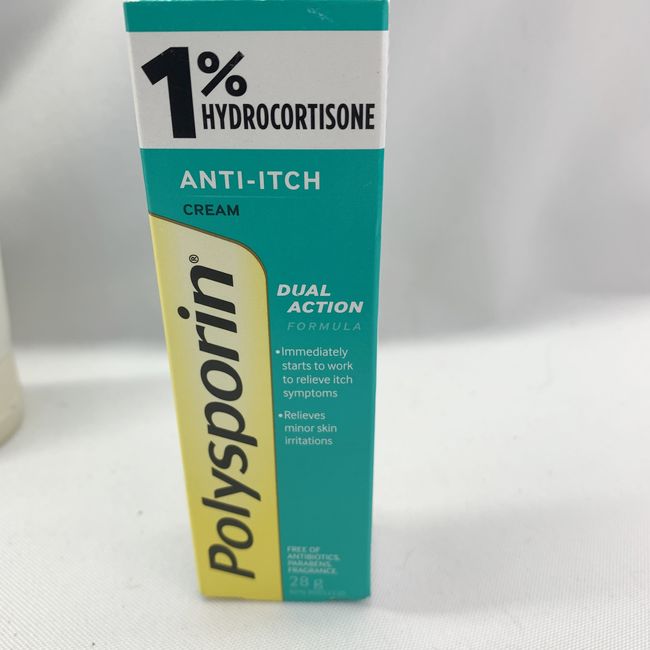 1%
HYDROCORTISONE
ANTI-ITCH
CREAM
Polysporin®
DUAL
ACTION
FORMULA
•Immediately
starts to work
to relieve itch
symptoms
•Relieves
minor skin
irritations
FREE OF
ANTIBIOTICS,
PARABENS,
FRAGRANCE.
28 g